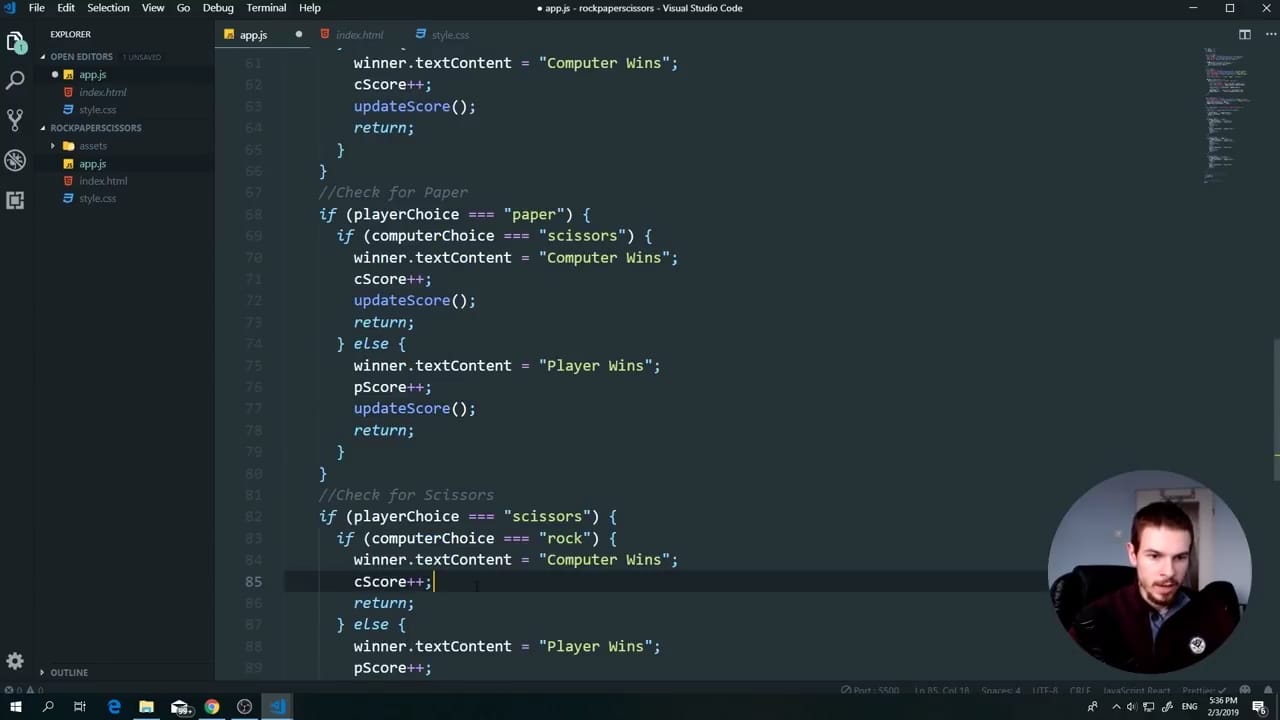 File Edit Selection View Go Debug Terminal Help
● app.js - rockpaperscissors - Visual Studio Code
EXPLORER
app.js
index.html
style.css
OPEN EDITORS 1 UNSAVED
app.js
index.html
style.css
ROCKPAPERSCISSORS
assets
app.js
index.html
style.css
OUTLINE
61 winner.textContent = "Computer Wins";
62 cScore++;
63 updateScore();
64 return;
65 }
66 }
67 //Check for Paper
68 if (playerChoice === "paper") {
69 if (computerChoice === "scissors") {
70 winner.textContent = "Computer Wins";
71 cScore++;
72 updateScore();
73 return;
74 } else {
75 winner.textContent = "Player Wins";
76 pScore++;
77 updateScore();
78 return;
79 }
80 }
81 //Check for Scissors
82 if (playerChoice === "scissors") {
83 if (computerChoice === "rock") {
84 winner.textContent = "Computer Wins";
85 cScore++;
86 return;
87 } else {
88 winner.textContent = "Player Wins";
89 pScore++;
0 0 Port : 5500 Ln 85, Col 18 Spaces: 4 UTF-8 CRLF JavaScript React Prettier: ✓
99+
ENG
5:36 PM
2/3/2019
6